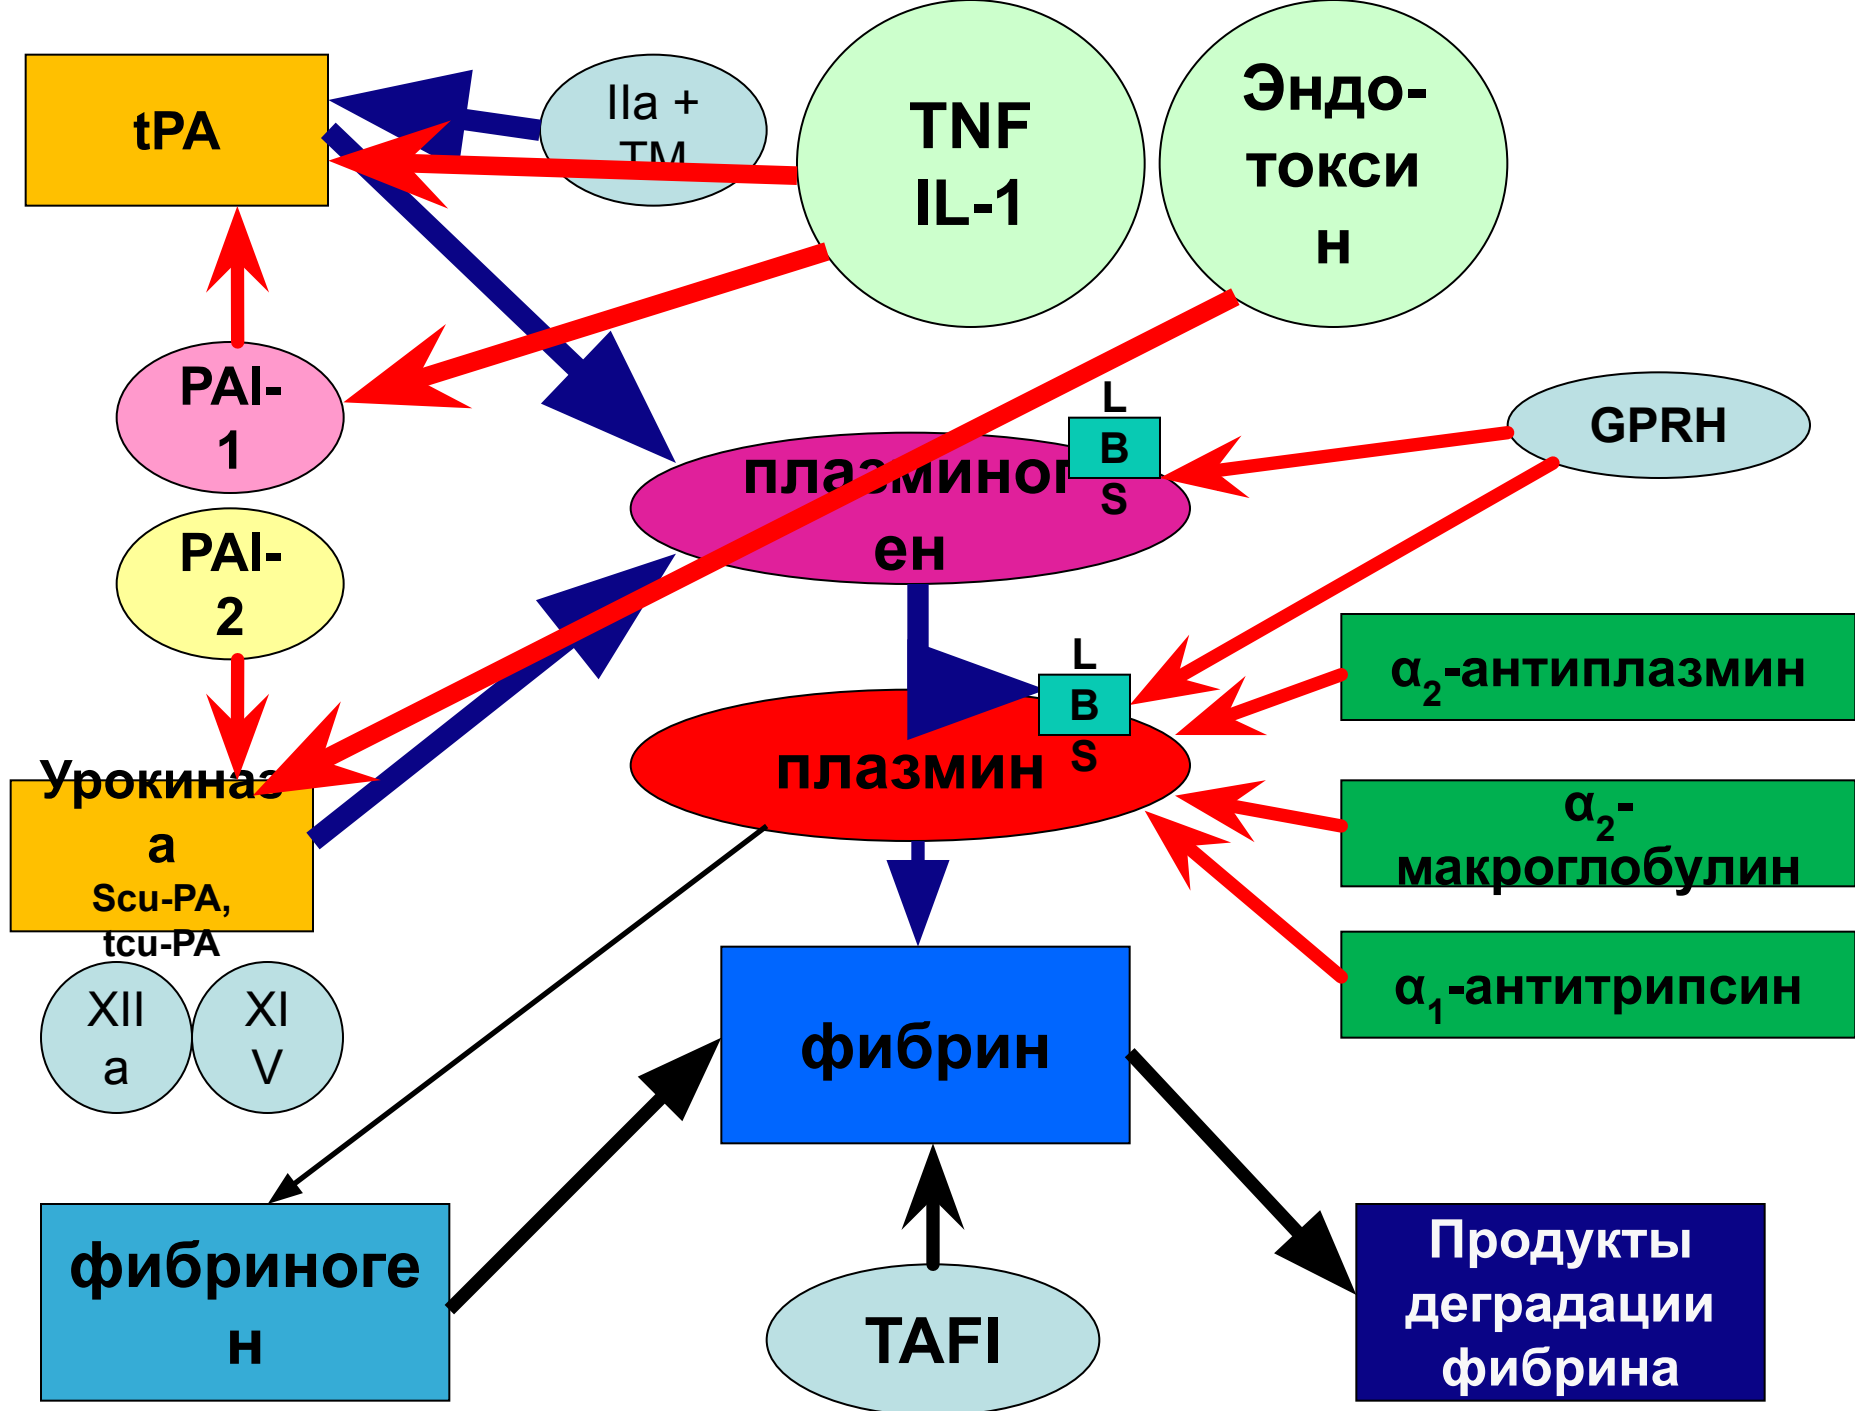 tPA
IIa +
TM
TNF
IL-1
Эндо-
токси
н
PAI-
1
PAI-
2
L
B
S
GPRH
плазминог
ен
L
B
S
плазмин
α2-антиплазмин
α2-
макроглобулин
α1-антитрипсин
Урокиназ
а
Scu-PA,
tcu-PA
XII
a
XI
V
фибрин
фибриноге
н
TAFI
Продукты
деградации
фибрина